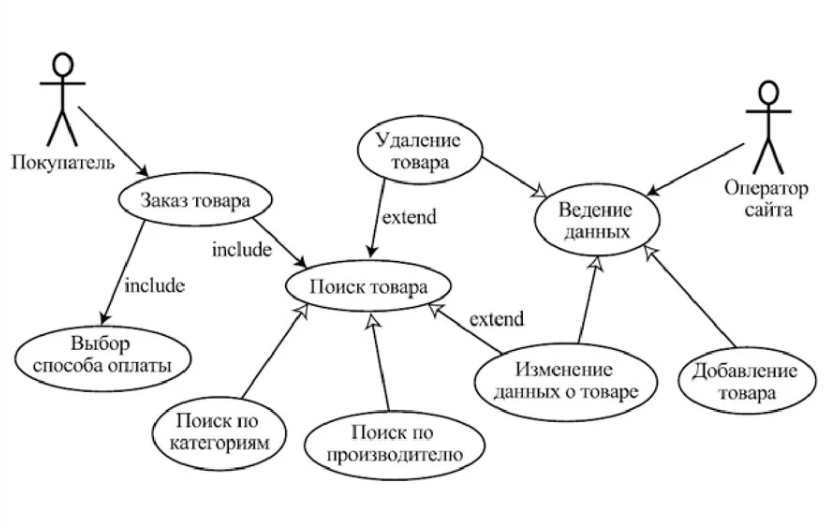 Покупатель
Заказ товара
include
include
Выбор
способа оплаты
Удаление
товара
extend
Поиск товара
extend
Поиск по
категориям
Поиск по
производителю
Ведение
данных
Оператор
сайта
Изменение
данных о товаре
Добавление
товара